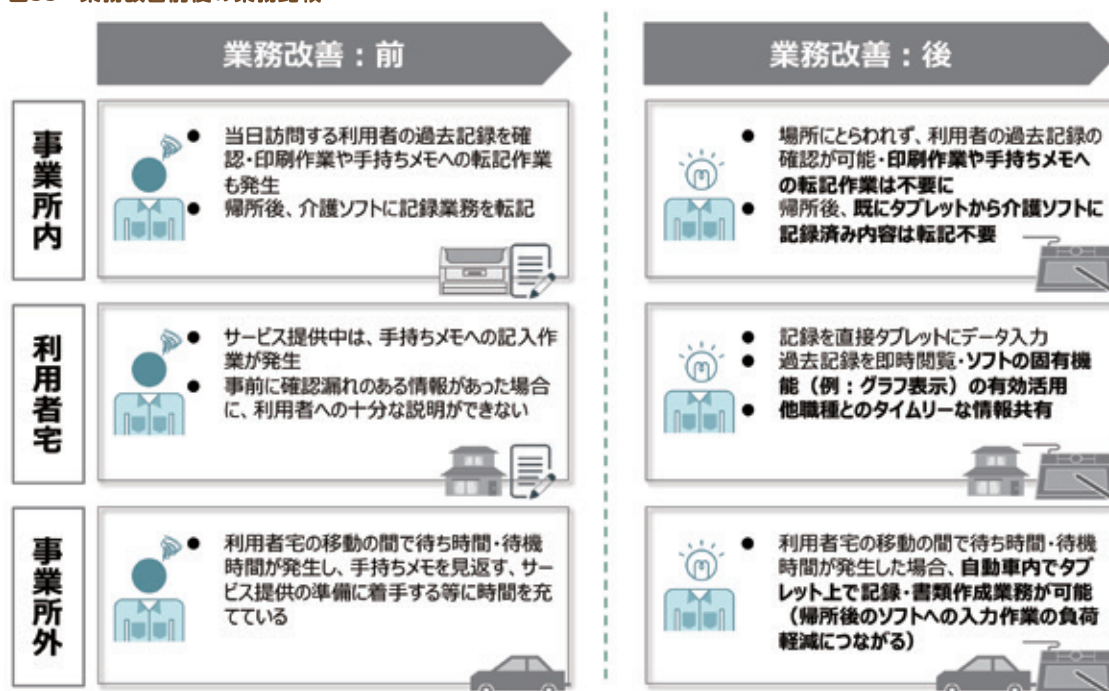 業務改善：前
業務改善：後
事業所内
● 当日訪問する利用者の過去記録を確
認・印刷作業や手持ちメモへの転記作業
も発生
● 帰所後、介護ソフトに記録業務を転記
● 場所にとらわれず、利用者の過去記録の
確認が可能・印刷作業や手持ちメモへ
の転記作業は不要に
● 帰所後、既にタブレットから介護ソフトに
記録済み内容は転記不要
利用者宅
● サービス提供中は、手持ちメモへの記入作
業が発生
● 事前に確認漏れのある情報があった場合
に、利用者への十分な説明ができない
● 記録を直接タブレットにデータ入力
● 過去記録を即時閲覧・ソフトの固有機
能（例：グラフ表示）の有効活用
● 他職種とのタイムリーな情報共有
事業所外
● 利用者宅の移動の間で待ち時間・待機
時間が発生し、手持ちメモを見返す、サー
ビス提供の準備に着手する等に時間を充
てている
● 利用者宅の移動の間で待ち時間・待機
時間が発生した場合、自動車内でタブ
レット上で記録・書類作成業務が可能
（帰所後のソフトへの入力作業の負荷
軽減につながる）